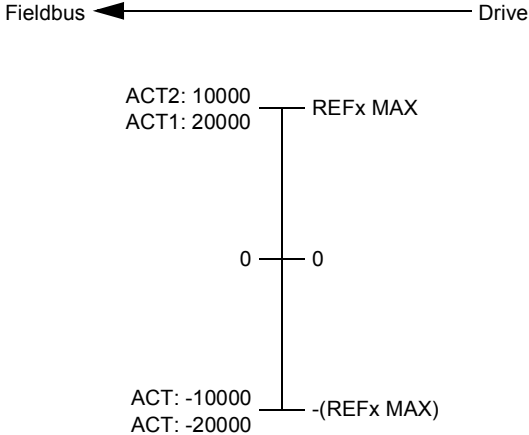 Fieldbus Drive
ACT2: 10000
ACT1: 20000
REFx MAX
0 0
ACT: -10000
ACT: -20000
-(REFx MAX)